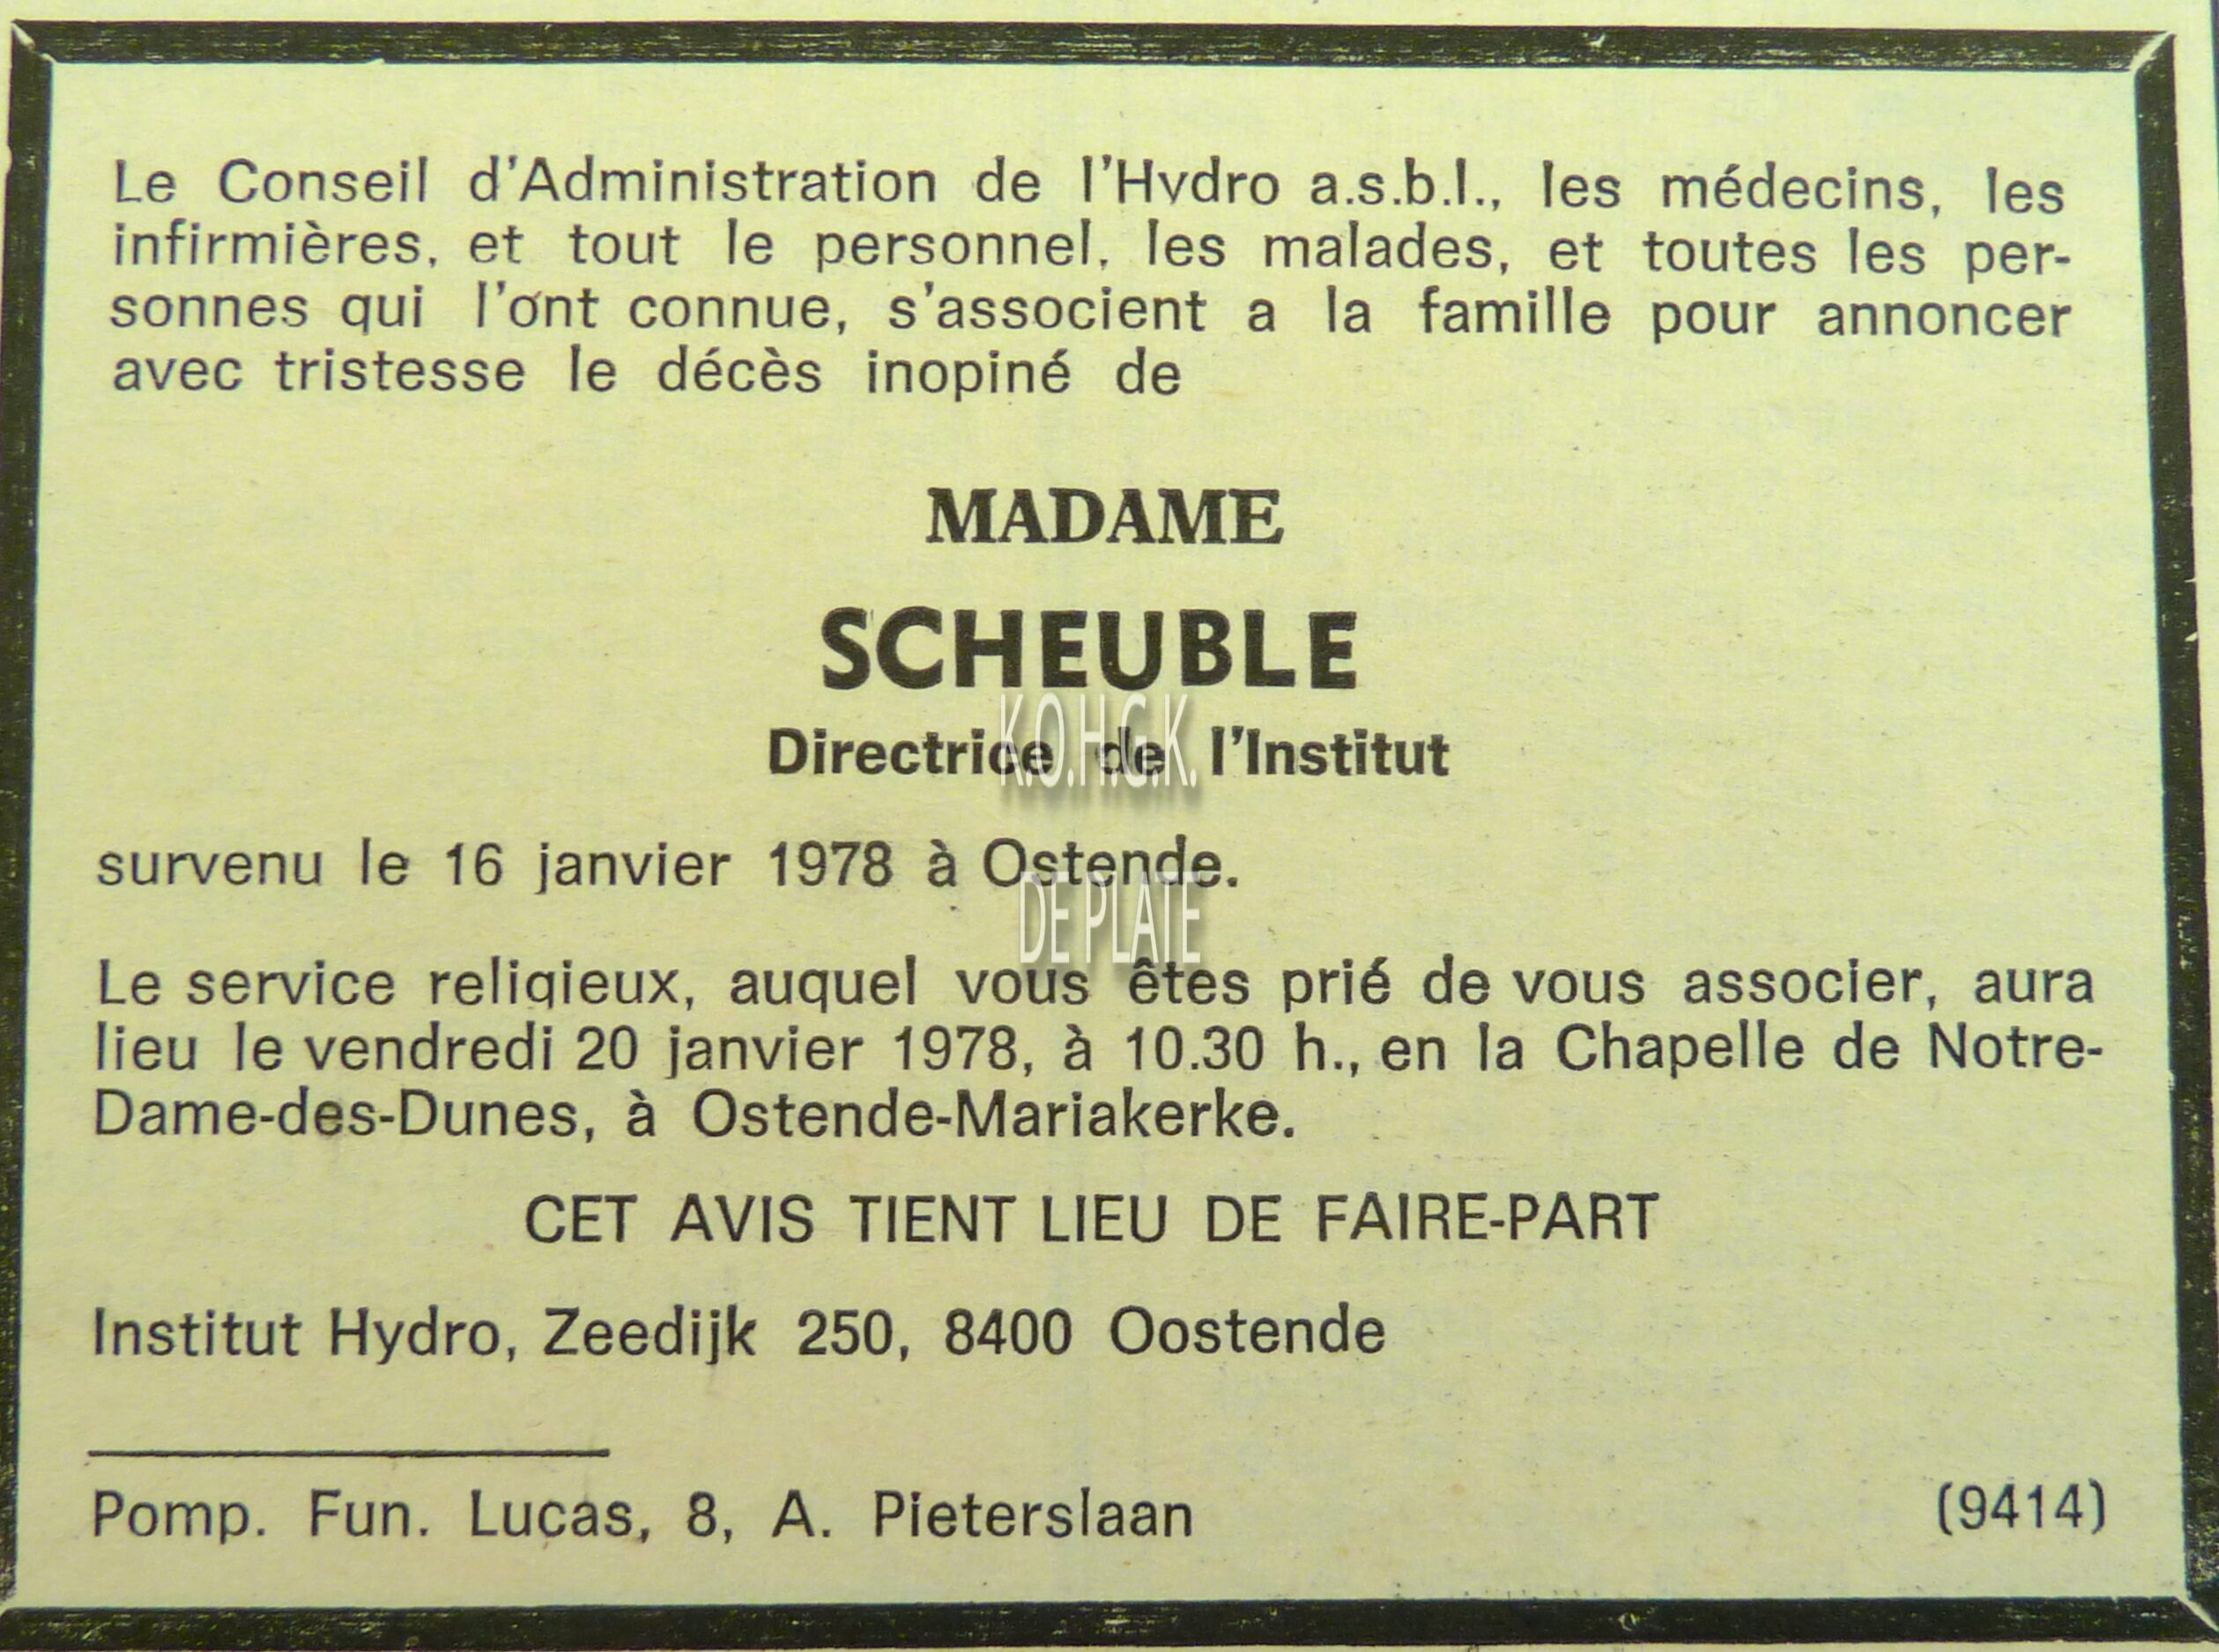 Le Conseil d'Administration de l'Hydro a.s.b.l., les médecins, les
infirmières, et tout le personnel, les malades, et toutes les per-
sonnes qui l'ont connue, s'associent a la famille pour annoncer
avec tristesse le décès inopiné de
MADAME
SCHEUBLE
Directrice de l'Institut
K.O.H.G.K.
survenu le 16 janvier 1978 à Ostende.
DE PLATE
Le service religieux, auquel vous êtes prié de vous associer, aura
lieu le vendredi 20 janvier 1978, à 10.30 h., en la Chapelle de Notre-
Dame-des-Dunes, à Ostende-Mariakerke.
CET AVIS TIENT LIEU DE FAIRE-PART
Institut Hydro, Zeedijk 250, 8400 Oostende
Pomp. Fun. Lucas, 8, A. Pieterslaan (9414)